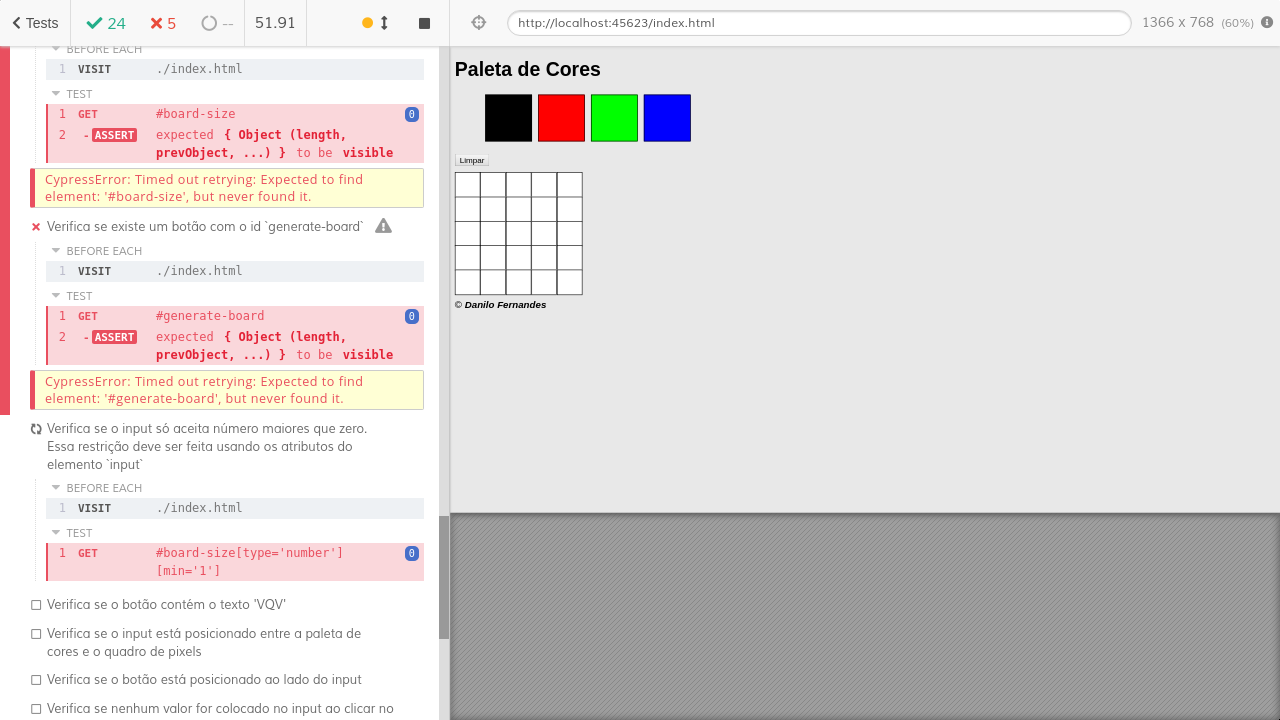 Tests 24 5 -- 51.91 http://localhost:45623/index.html 1366 x 768 (60%)
BEFORE EACH
1 VISIT ./index.html
TEST
1 GET #board-size 0
2 - ASSERT expected { Object (length,
prevObject, ...) } to be visible
CypressError: Timed out retrying: Expected to find
element: '#board-size', but never found it.
Verifica se existe um botão com o id `generate-board`
BEFORE EACH
1 VISIT ./index.html
TEST
1 GET #generate-board 0
2 - ASSERT expected { Object (length,
prevObject, ...) } to be visible
CypressError: Timed out retrying: Expected to find
element: '#generate-board', but never found it.
Verifica se o input só aceita número maiores que zero.
Essa restrição deve ser feita usando os atributos do
elemento `input`
BEFORE EACH
1 VISIT ./index.html
TEST
1 GET #board-size[type='number'] 0
[min='1']
Verifica se o botão contém o texto 'VQV'
Verifica se o input está posicionado entre a paleta de
cores e o quadro de pixels
Verifica se o botão está posicionado ao lado do input
Verifica se nenhum valor for colocado no input ao clicar no
Paleta de Cores
Limpar
© Danilo Fernandes